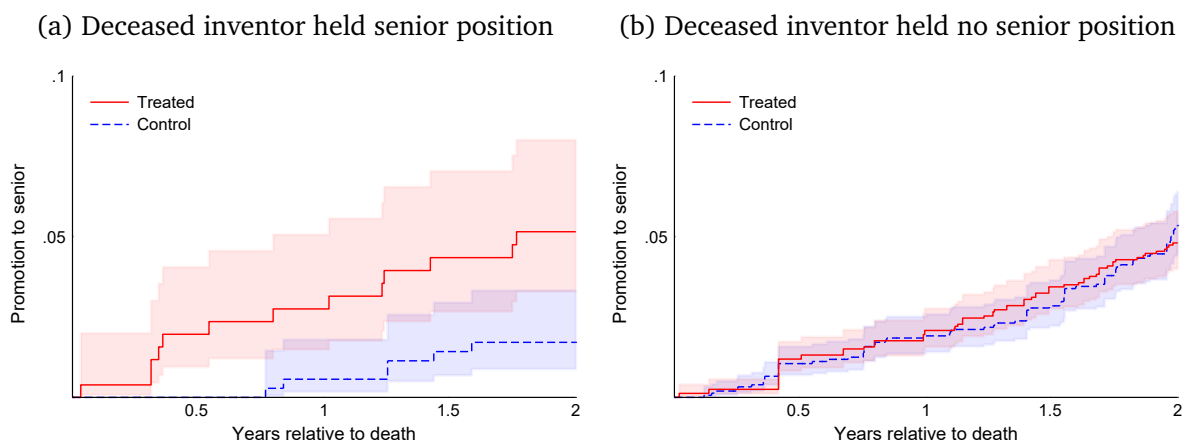 (a) Deceased inventor held senior position
.1
Treated
Control
.05
Promotion to senior
0.5
1
1.5
2
Years relative to death
(b) Deceased inventor held no senior position
.1
Treated
Control
.05
Promotion to senior
0.5
1
1.5
2
Years relative to death